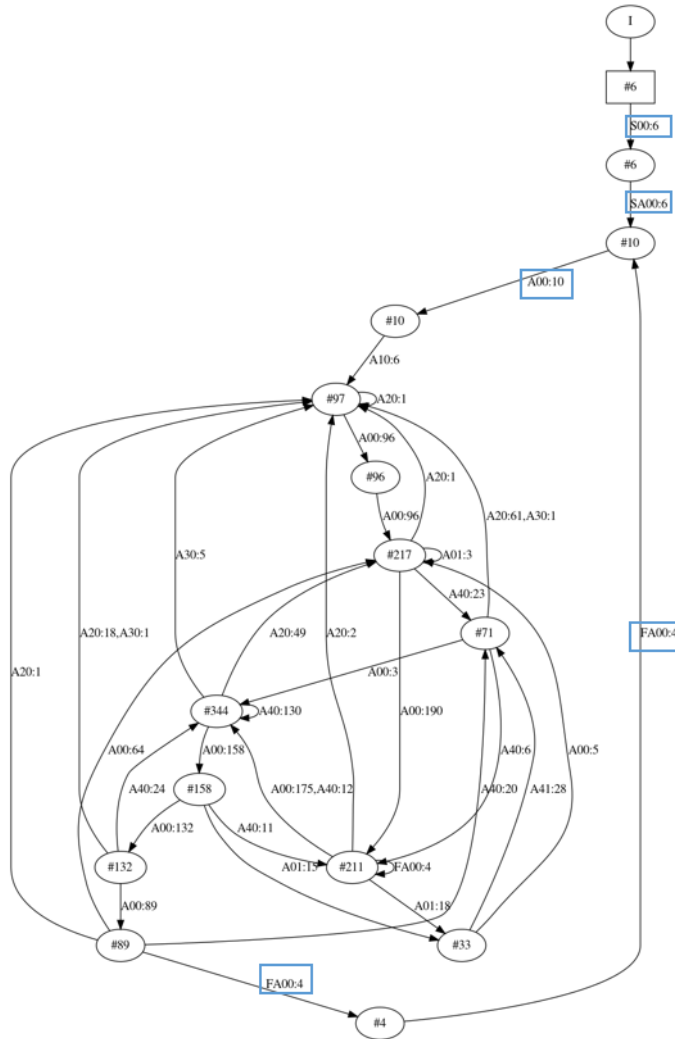 I
#6
S00:6
#6
SA00:6
#10
A00:10
#10
A10:6
#97
A20:1
A00:96
#96
A00:96
A20:1
A20:61,A30:1
#217
A01:3
A30:5
A40:23
#71
FA00:4
A20:18,A30:1
A20:49
A20:2
A20:1
A00:3
#344
A40:130
A00:190
A00:64
A00:158
A40:6
A00:5
A40:24
#158
A00:175,A40:12
A40:20
A41:28
A00:132
A40:11
#132
A01:15
#211
FA00:4
A00:89
A01:18
#89
#33
FA00:4
#4